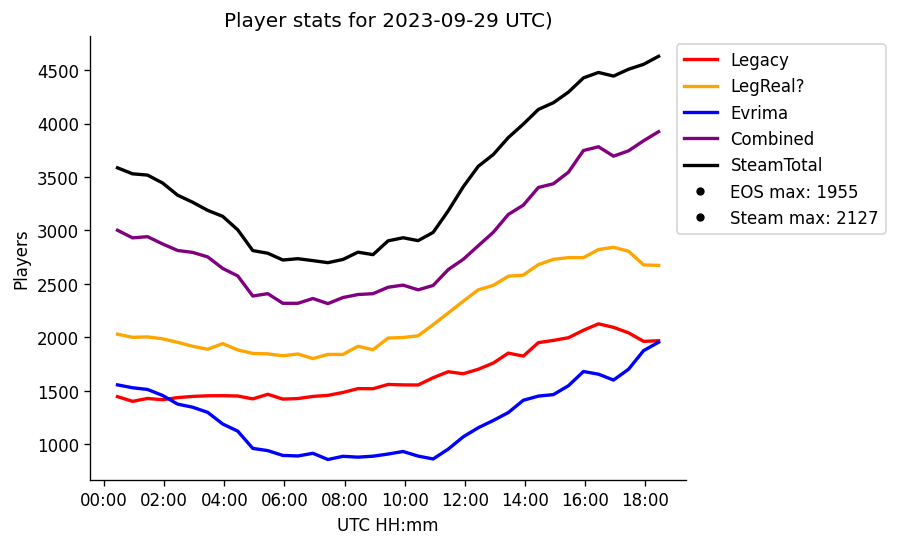 Player stats for 2023-09-29 UTC)
Players
4500
4000
3500
3000
2500
2000
1500
1000
00:00 02:00 04:00 06:00 08:00 10:00 12:00 14:00 16:00 18:00
UTC HH:mm
Legacy
LegReal?
Evrima
Combined
SteamTotal
EOS max: 1955
Steam max: 2127